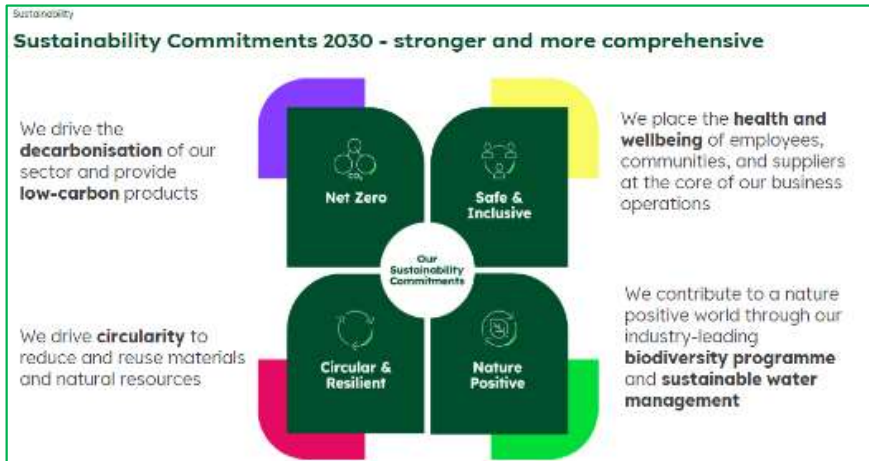 Sustainability
Sustainability Commitments 2030 - stronger and more comprehensive
We drive the
decarbonisation of our
sector and provide
low-carbon products
CO₂
Net Zero
Safe &
Inclusive
We place the health and
wellbeing of employees,
communities, and suppliers
at the core of our business
operations
Our
Sustainability
Commitments
We drive circularity to
reduce and reuse materials
and natural resources
Circular &
Resilient
Nature
Positive
We contribute to a nature
positive world through our
industry-leading
biodiversity programme
and sustainable water
management